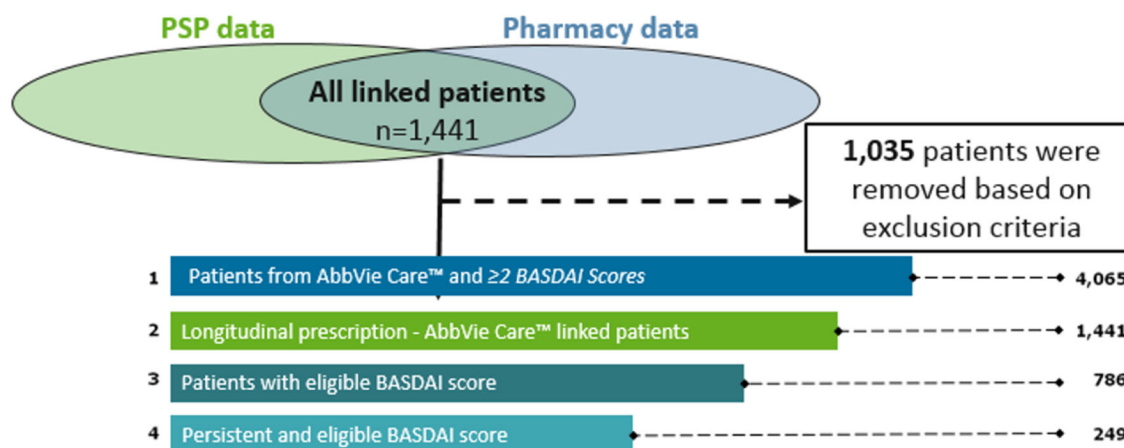 PSP data
Pharmacy data
All linked patients
n=1,441
1,035 patients were
removed based on
exclusion criteria
1 Patients from AbbVie Care™ and ≥2 BASDAI Scores 4,065
2 Longitudinal prescription - AbbVie Care™ linked patients 1,441
3 Patients with eligible BASDAI score 786
4 Persistent and eligible BASDAI score 249